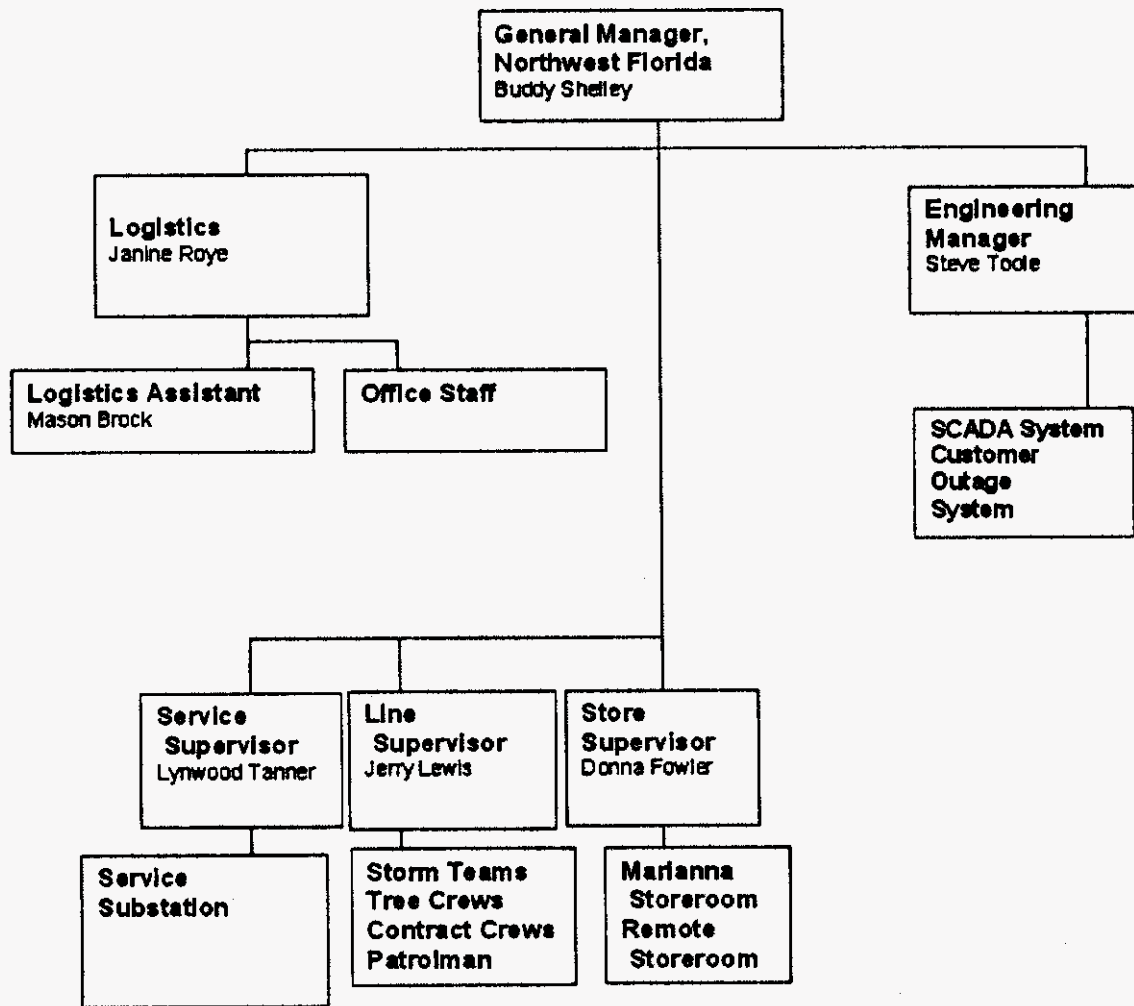 General Manager,
Northwest Florida
Buddy Shelley
Logistics
Janine Roye
Engineering
Manager
Steve Toole
Logistics Assistant
Mason Brock
Office Staff
SCADA System
Customer
Outage
System
Service
Supervisor
Lynwood Tanner
Line
Supervisor
Jerry Lewis
Store
Supervisor
Donna Fowler
Service
Substation
Storm Teams
Tree Crews
Contract Crews
Patrolman
Marianna
Storeroom
Remote
Storeroom